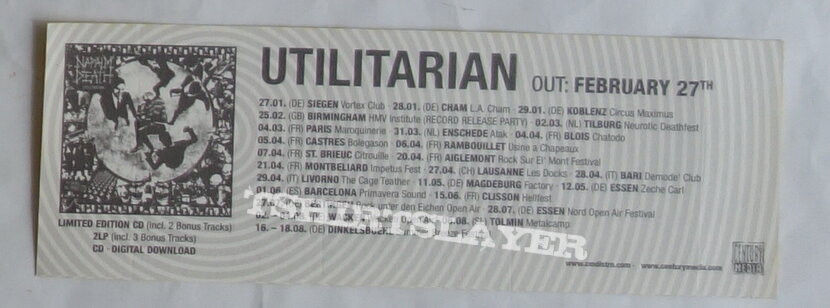 NAPALM
DEATH
UTILITARIAN OUT: FEBRUARY 27TH
27.01. (DE) SIEGEN Vortex Club · 28.01. (DE) CHAM L.A. Cham · 29.01. (DE) KOBLENZ Circus Maximus
25.02. (GB) BIRMINGHAM HMV Institute (RECORD RELEASE PARTY) · 02.03. (NL) TILBURG Neurotic Deathfest
04.03. (FR) PARIS Maroquinerie · 31.03. (NL) ENSCHEDE Atak · 04.04. (FR) BLOIS Chatodo
05.04. (FR) CASTRES Bolegason · 06.04. (FR) RAMBOUILLET Usine a Chapeaux
07.04. (FR) ST. BRIEUC Citrouille · 20.04. (FR) AIGLEMONT Rock Sur El' Mont Festival
21.04. (FR) MONTBELIARD Impetus Fest · 27.04. (CH) LAUSANNE Les Docks · 28.04. (IT) BARI Demode' Club
29.04. (IT) LIVORNO The Cage Teather · 11.05. (DE) MAGDEBURG Factory · 12.05. (DE) ESSEN Zeche Carl
01.06. (ES) BARCELONA Primavera Sound · 15.06. (FR) CLISSON Hellfest
Rock unter den Eichen Open Air · 28.07. (DE) ESSEN Nord Open Air Festival
TOLMIN Metalcamp
16. – 18.08. (DE) DINKELSBUEHL
LIMITED EDITION CD (incl. 2 Bonus Tracks)
2LP (incl. 3 Bonus Tracks)
CD · DIGITAL DOWNLOAD
TSHIRTSLAYER
www.cmdistro.com · www.centurymedia.com
CENTURY
MEDIA